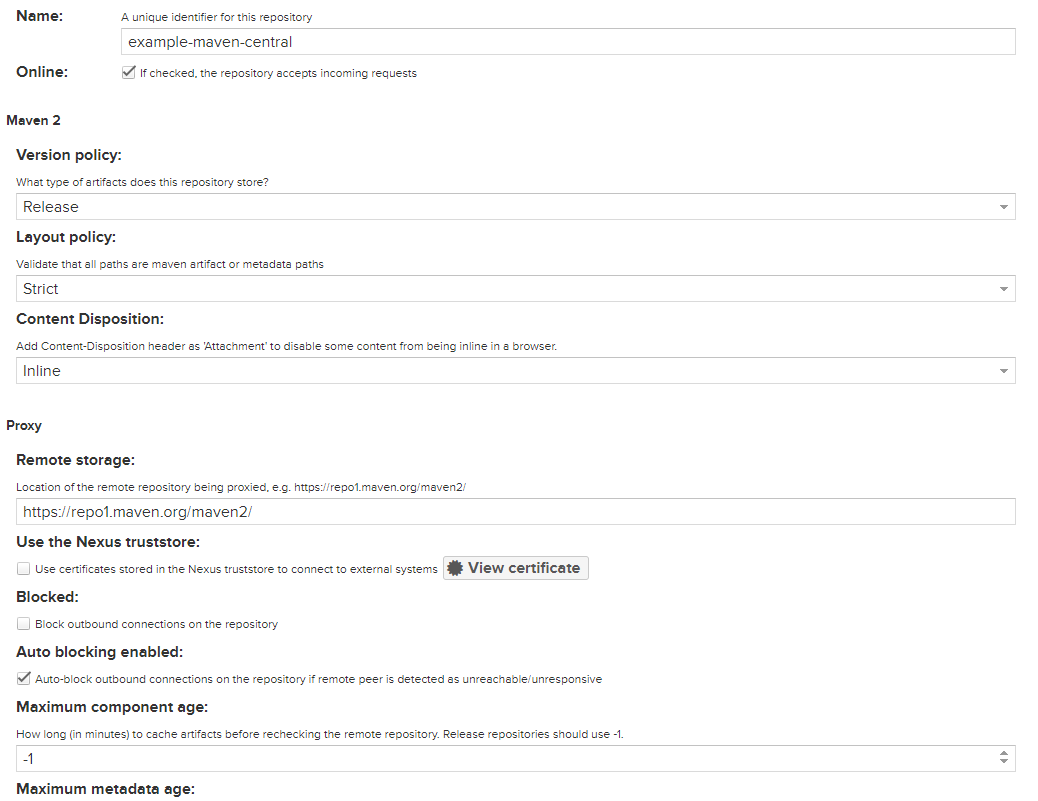 Name: A unique identifier for this repository
example-maven-central
Online: If checked, the repository accepts incoming requests
Maven 2
Version policy:
What type of artifacts does this repository store?
Release
Layout policy:
Validate that all paths are maven artifact or metadata paths
Strict
Content Disposition:
Add Content-Disposition header as 'Attachment' to disable some content from being inline in a browser.
Inline
Proxy
Remote storage:
Location of the remote repository being proxied, e.g. https://repo1.maven.org/maven2/
https://repo1.maven.org/maven2/
Use the Nexus truststore:
Use certificates stored in the Nexus truststore to connect to external systems View certificate
Blocked:
Block outbound connections on the repository
Auto blocking enabled:
Auto-block outbound connections on the repository if remote peer is detected as unreachable/unresponsive
Maximum component age:
How long (in minutes) to cache artifacts before rechecking the remote repository. Release repositories should use -1.
-1
Maximum metadata age: